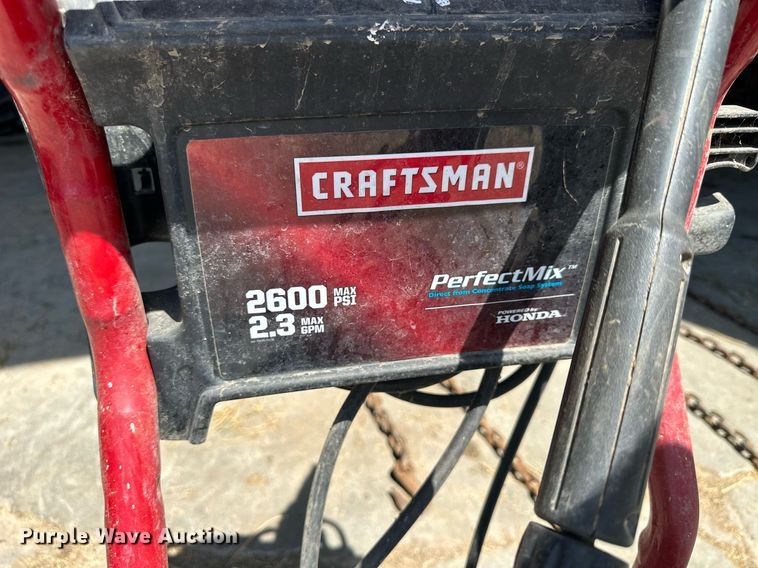 CRAFTSMAN®
2600 MAX PSI
2.3 MAX GPM
PerfectMix™
Direct from Concentrate Soap System
POWERED by
HONDA
Purple Wave Auction